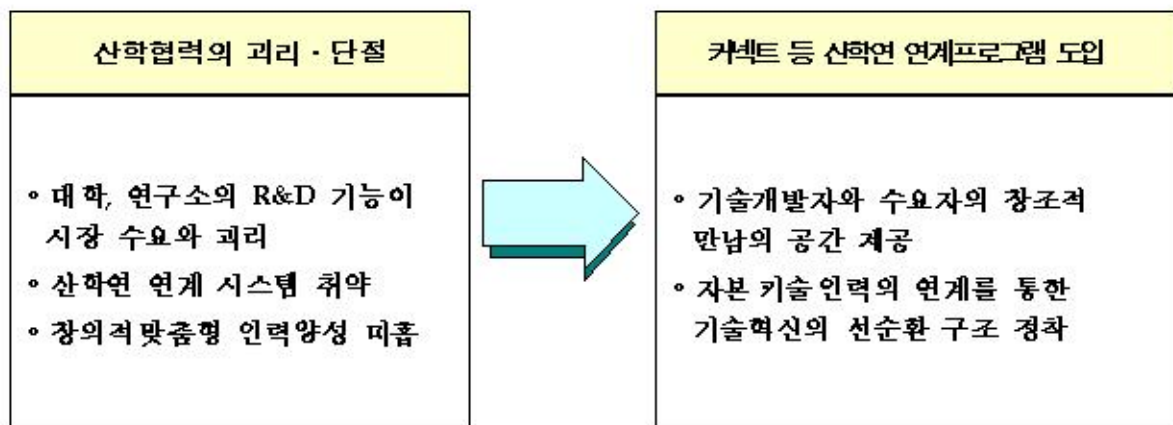 산학협력의 괴리 · 단절
• 대학, 연구소의 R&D 기능이
시장 수요와 괴리
• 산학연 연계 시스템 취약
• 창의적맞춤형 인력양성 미흡
커넥트 등 산학연 연계프로그램 도입
• 기술개발자와 수요자의 창조적
만남의 공간 제공
• 자본 기술인력의 연계를 통한
기술혁신의 선순환 구조 정착